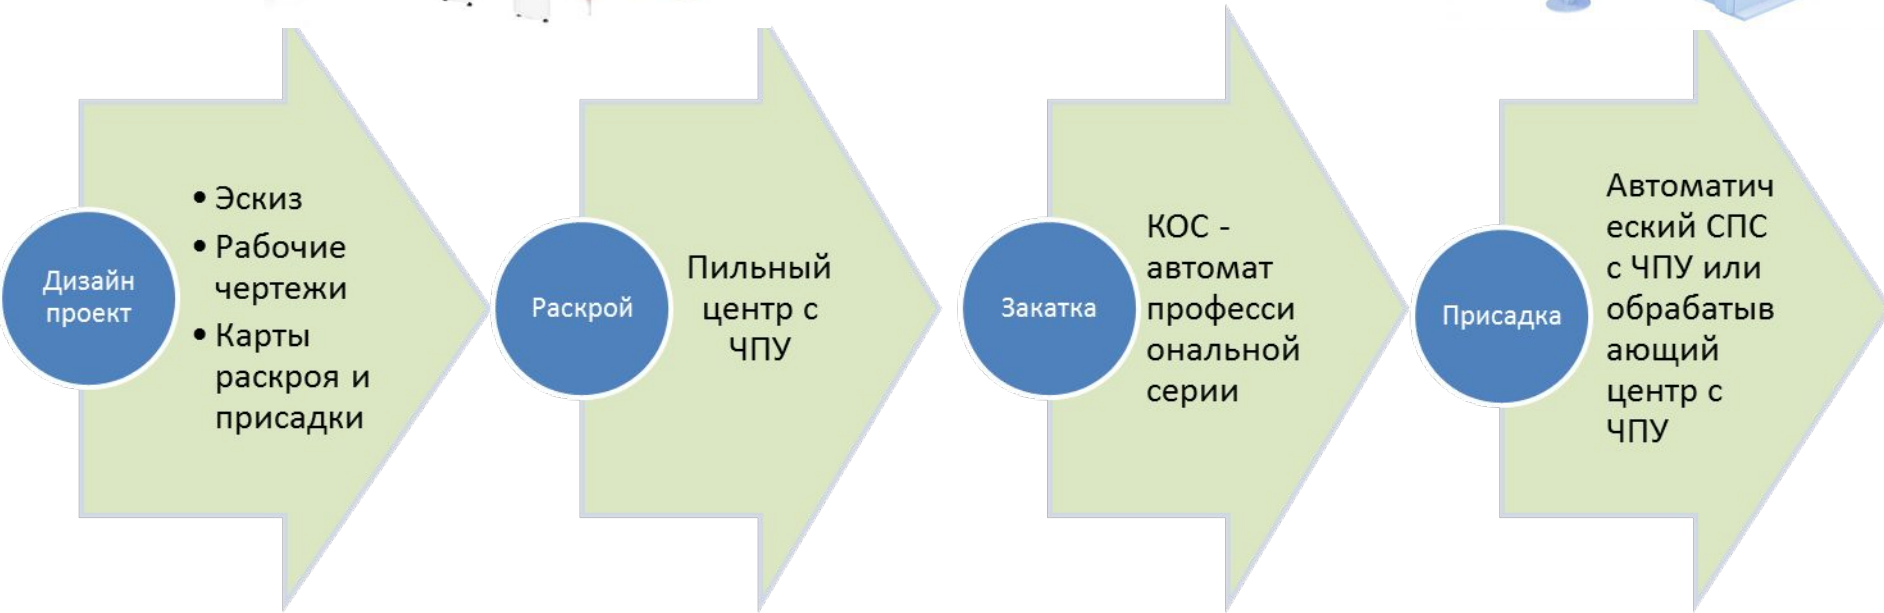 Дизайн
проект
• Эскиз
• Рабочие
чертежи
• Карты
раскроя и
присадки
Раскрой
Пильный
центр с
ЧПУ
Закатка
КОС -
автомат
професси
ональной
серии
Присадка
Автоматич
еский СПС
с ЧПУ или
обрабатыв
ающий
центр с
ЧПУ